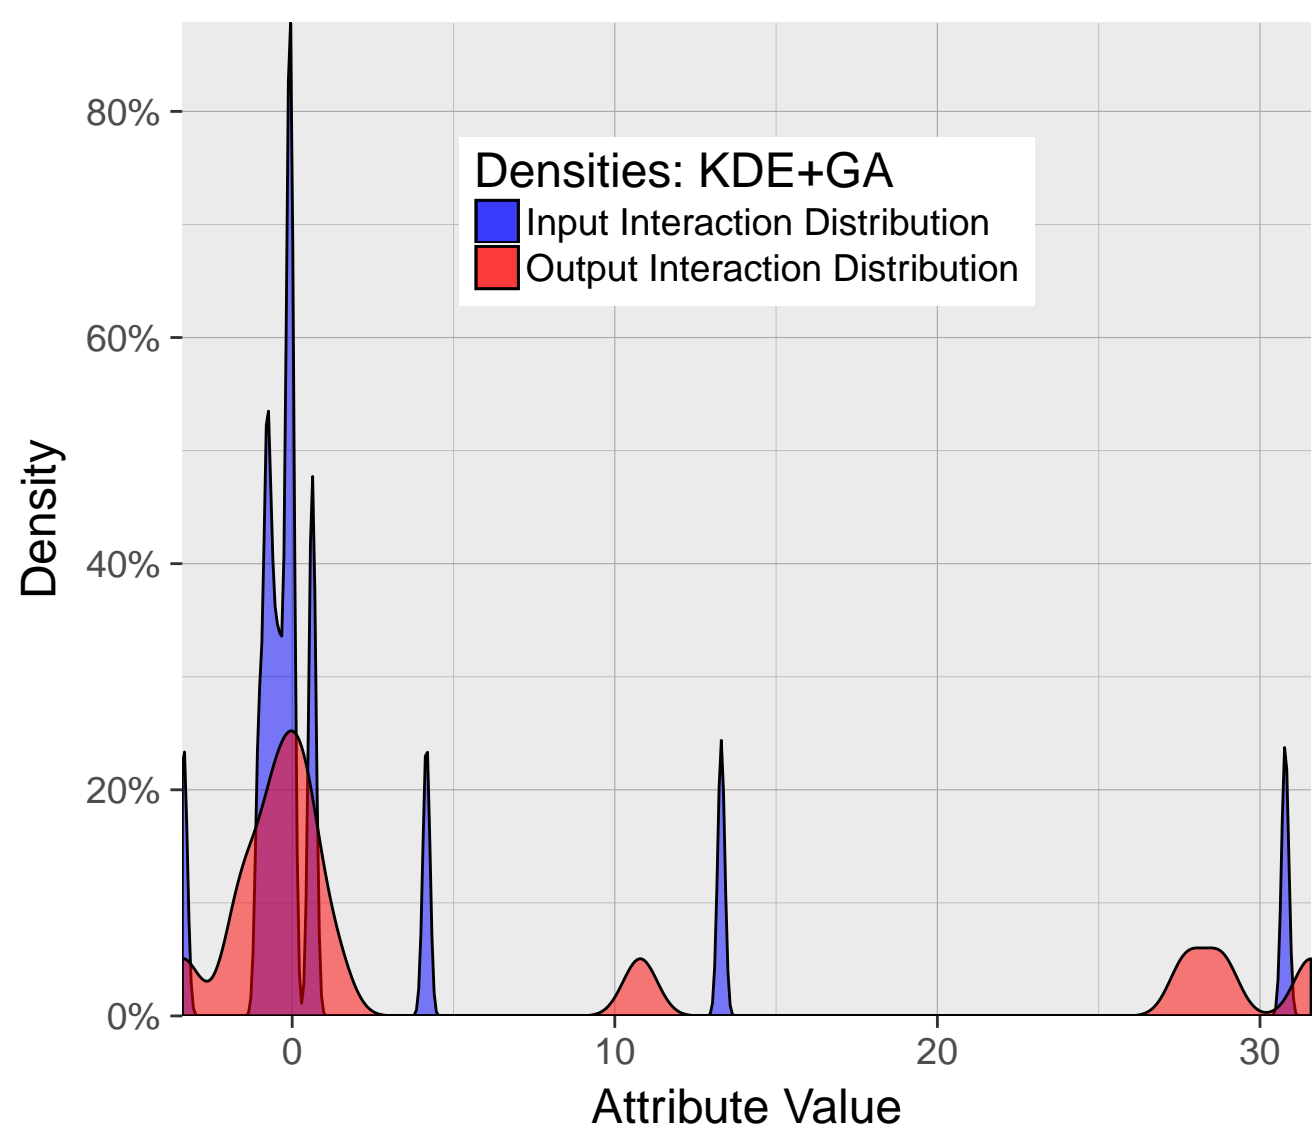 80%
60%
40%
20%
0%
Density
Densities: KDE+GA
Input Interaction Distribution
Output Interaction Distribution
0
10
20
30
Attribute Value